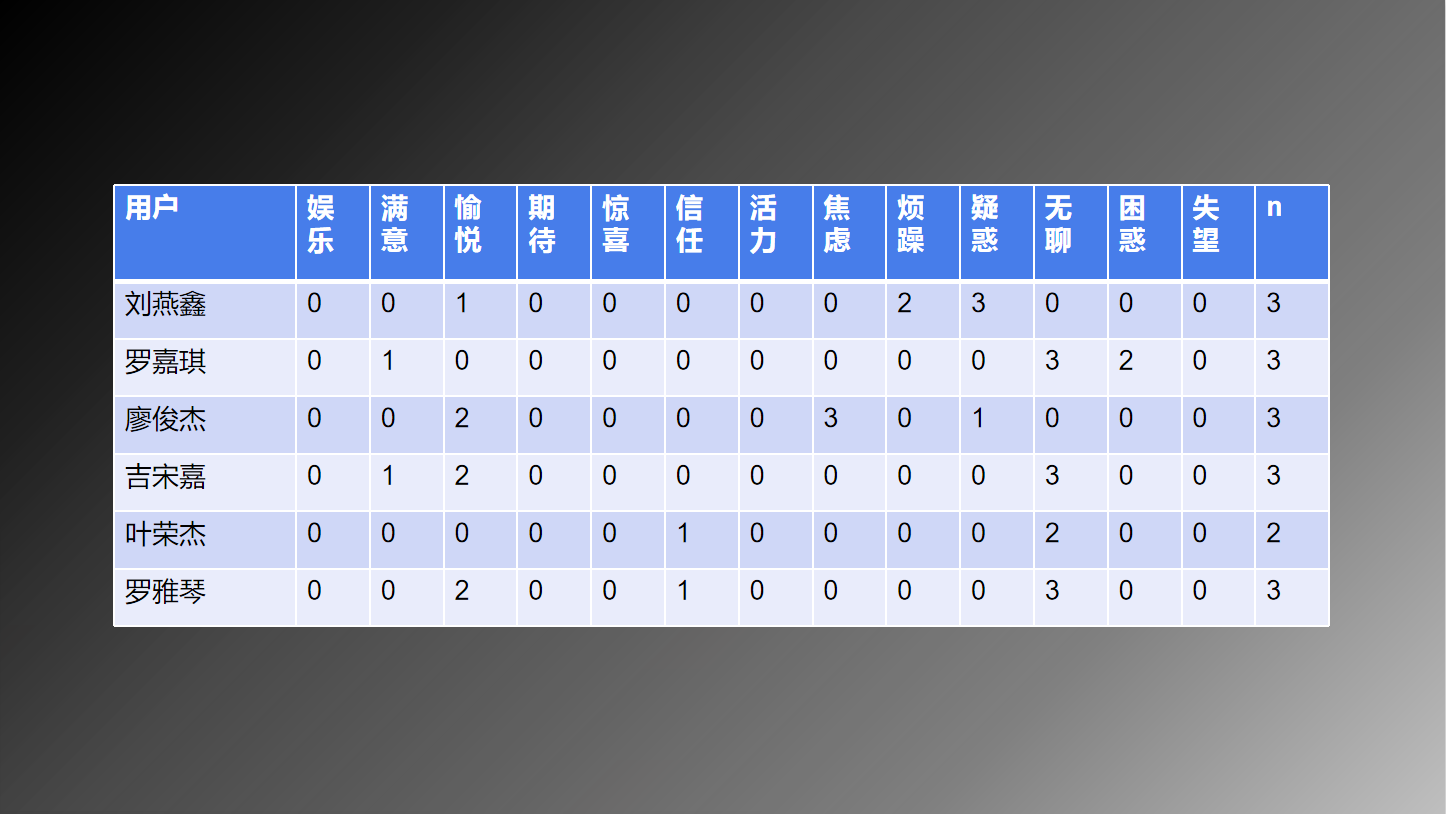 用户 娱乐 满意 愉悦 期待 惊喜 信任 活力 焦虑 烦躁 疑惑 无聊 困惑 失望 n
刘燕鑫 0 0 1 0 0 0 0 0 2 3 0 0 0 3
罗嘉琪 0 1 0 0 0 0 0 0 0 0 3 2 0 3
廖俊杰 0 0 2 0 0 0 0 3 0 1 0 0 0 3
吉宋嘉 0 1 2 0 0 0 0 0 0 0 3 0 0 3
叶荣杰 0 0 0 0 0 1 0 0 0 0 2 0 0 2
罗雅琴 0 0 2 0 0 1 0 0 0 0 3 0 0 3